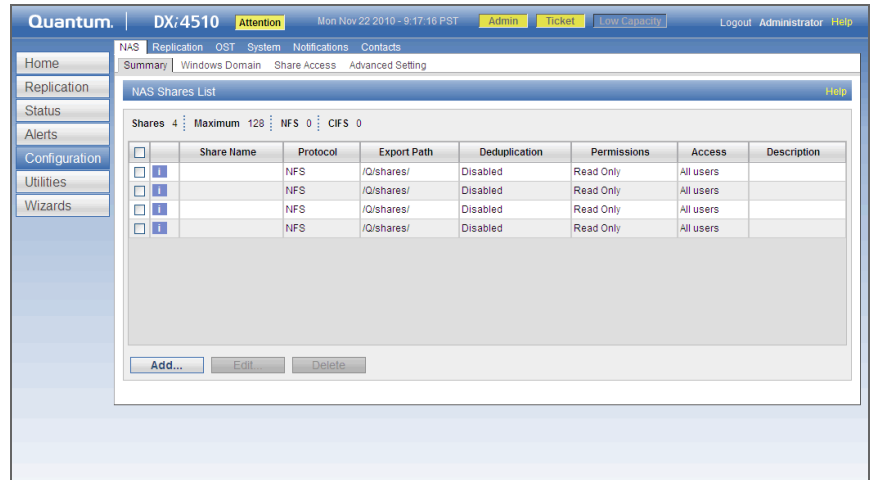 Quantum. DXi4510 Attention Mon Nov 22 2010 - 9:17:16 PST Admin Ticket Low Capacity Logout Administrator Help
NAS Replication OST System Notifications Contacts
Summary Windows Domain Share Access Advanced Setting
Home
Replication
Status
Alerts
Configuration
Utilities
Wizards
NAS Shares List Help
Shares 4 Maximum 128 NFS 0 CIFS 0
Share Name Protocol Export Path Deduplication Permissions Access Description
i NFS /Q/shares/ Disabled Read Only All users
i NFS /Q/shares/ Disabled Read Only All users
i NFS /Q/shares/ Disabled Read Only All users
i NFS /Q/shares/ Disabled Read Only All users
Add... Edit... Delete